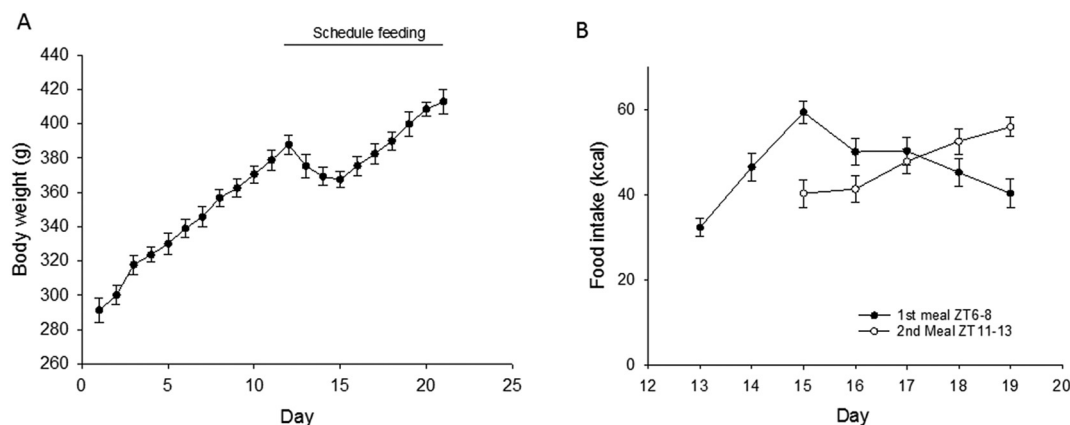 A
Schedule feeding
440
420
400
380
360
340
320
300
280
260
Body weight (g)
0 5 10 15 20 25
Day
B
60
40
20
0
Food intake (kcal)
1st meal ZT6-8
2nd Meal ZT11-13
12 13 14 15 16 17 18 19 20
Day